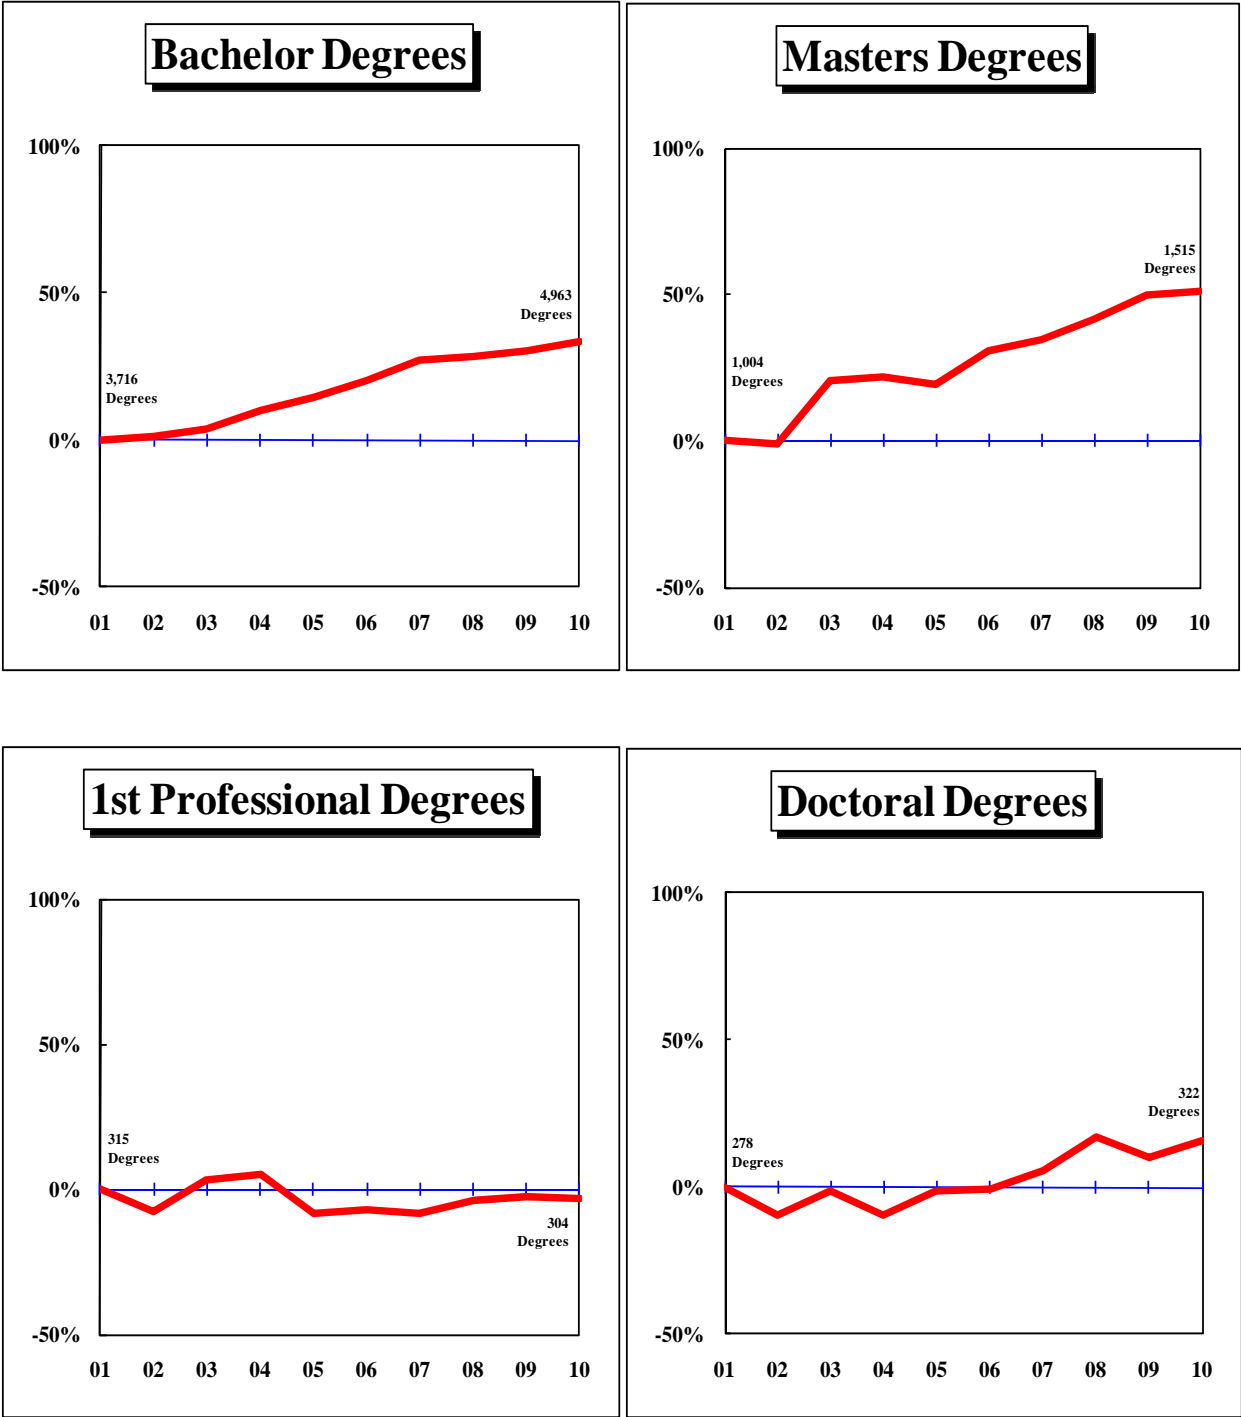 Bachelor Degrees
100%
50%
0%
-50%
3,716
Degrees
4,963
Degrees
01 02 03 04 05 06 07 08 09 10
Masters Degrees
100%
50%
0%
-50%
1,004
Degrees
1,515
Degrees
01 02 03 04 05 06 07 08 09 10
1st Professional Degrees
100%
50%
0%
-50%
315
Degrees
304
Degrees
01 02 03 04 05 06 07 08 09 10
Doctoral Degrees
100%
50%
0%
-50%
278
Degrees
322
Degrees
01 02 03 04 05 06 07 08 09 10